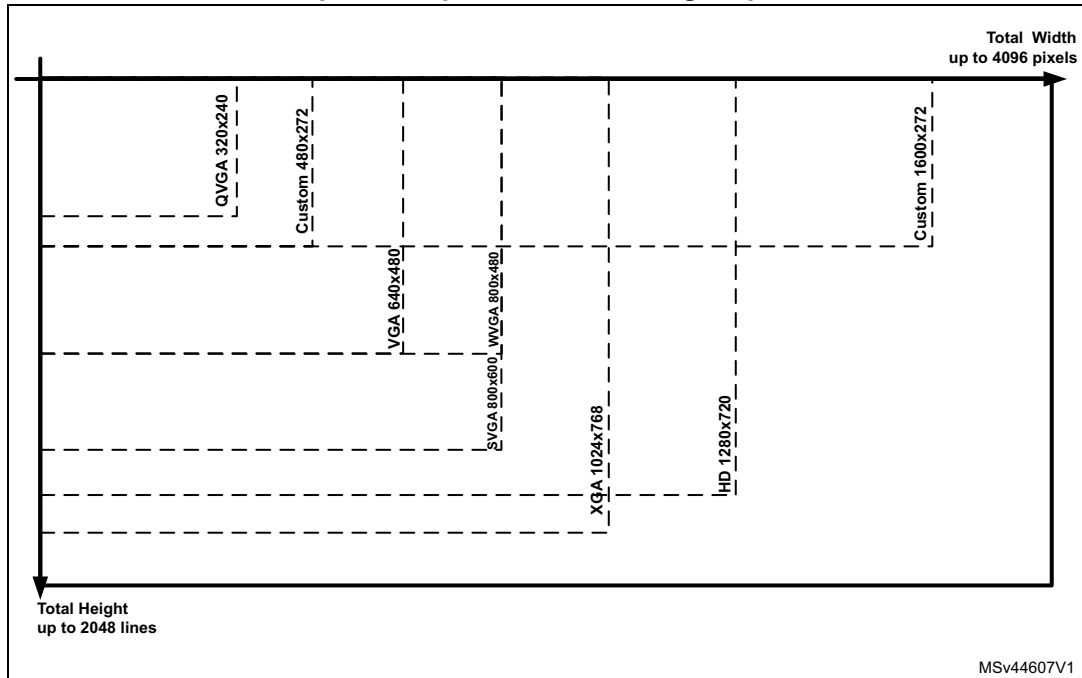 Total Width
up to 4096 pixels
QVGA 320x240
Custom 480x272
Custom 1600x272
VGA 640x480
WVGA 800x480
SVGA 800x600
XGA 1024x768
HD 1280x720
Total Height
up to 2048 lines
MSv44607V1